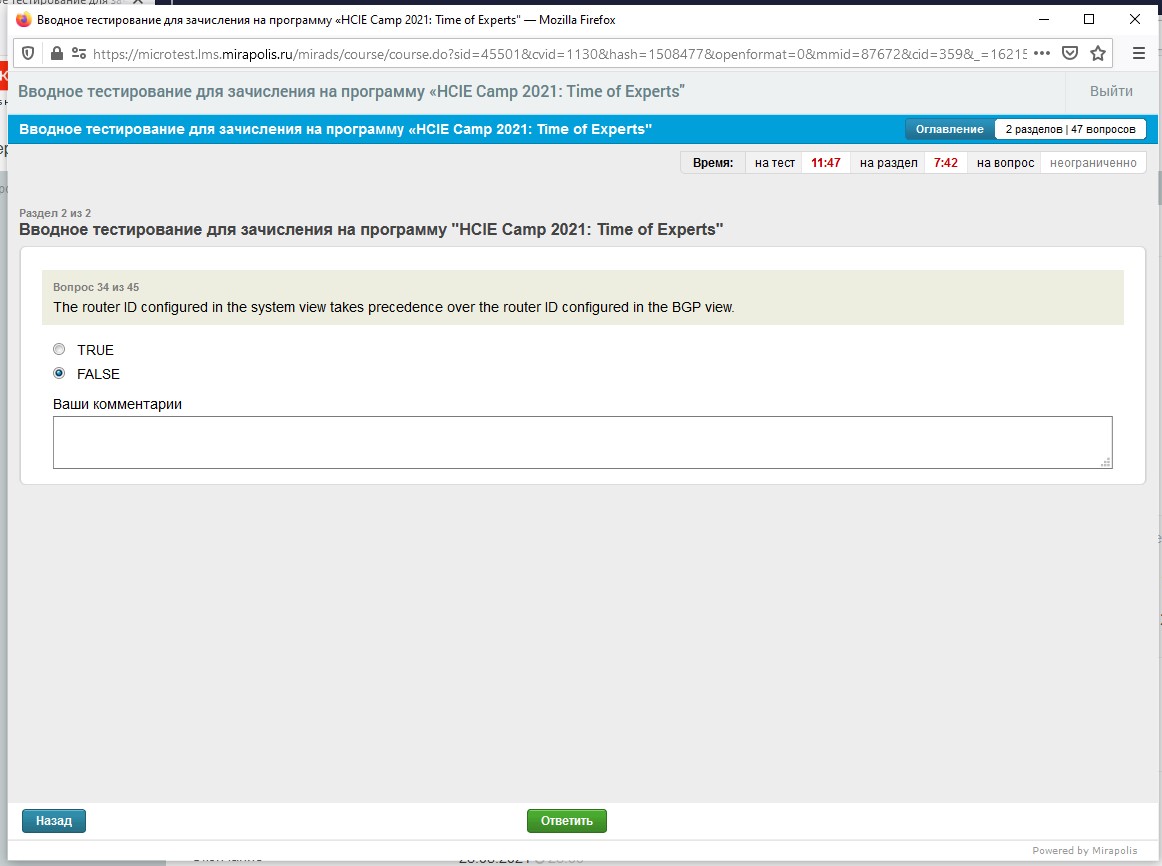 Вводное тестирование для зачисления на программу «HCIE Camp 2021: Time of Experts" — Mozilla Firefox
https://microtest.lms.mirapolis.ru/mirads/course/course.do?sid=45501&cvid=1130&hash=1508477&openformat=0&mmid=87672&cid=359&_=16215
Вводное тестирование для зачисления на программу «HCIE Camp 2021: Time of Experts"
Выйти
Вводное тестирование для зачисления на программу «HCIE Camp 2021: Time of Experts"
Оглавление 2 разделов | 47 вопросов
Время: на тест 11:47 на раздел 7:42 на вопрос неограниченно
Раздел 2 из 2
Вводное тестирование для зачисления на программу "HCIE Camp 2021: Time of Experts"
Вопрос 34 из 45
The router ID configured in the system view takes precedence over the router ID configured in the BGP view.
TRUE
FALSE
Ваши комментарии
Назад
Ответить
Powered by Mirapolis